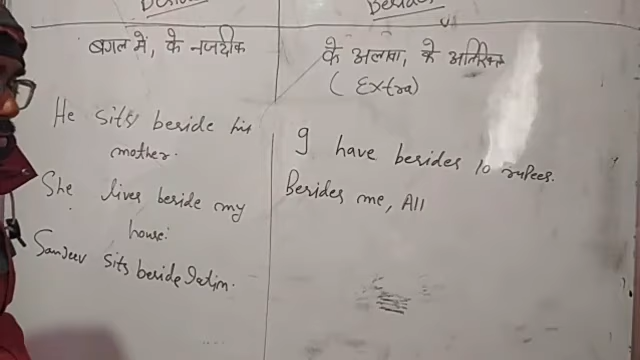 Beside
Besides
बगल में, के नजदीक
के अलावा, के अतिरिक्त
(Extra)
He sits beside his
mother.
She lives beside my
house.
Sanjeev sits beside
I have besides 10 rupees.
Besides me, All